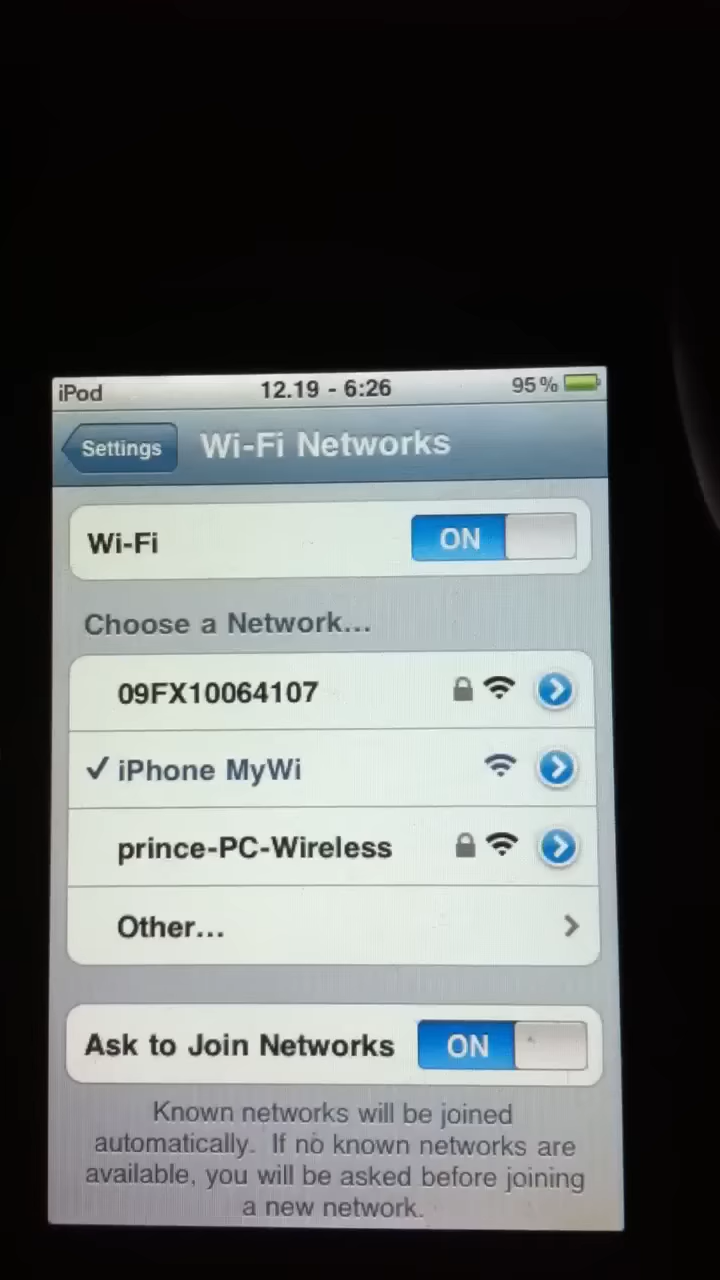 iPod 12.19 - 6:26 95%
Settings Wi-Fi Networks
Wi-Fi ON
Choose a Network...
09FX10064107
✓ iPhone MyWi
prince-PC-Wireless
Other...
Ask to Join Networks ON
Known networks will be joined
automatically. If no known networks are
available, you will be asked before joining
a new network.